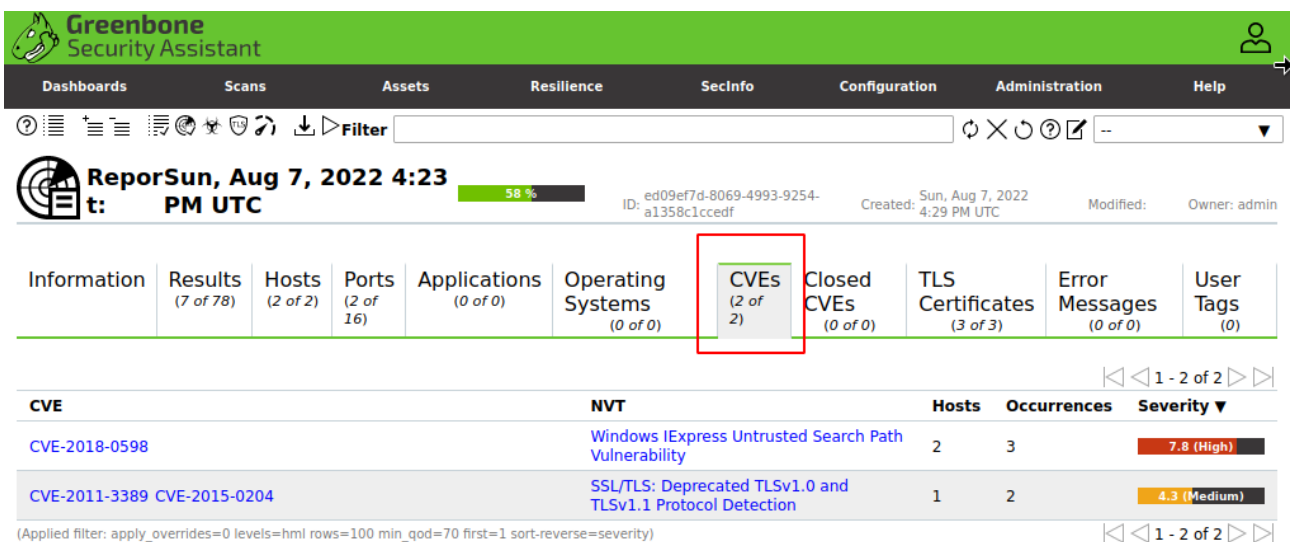 Greenbone
Security Assistant
Dashboards Scans Assets Resilience SecInfo Configuration Administration Help
TLS Filter --
Report: Sun, Aug 7, 2022 4:23 PM UTC
58 %
ID: ed09ef7d-8069-4993-9254-a1358c1ccedf
Created: Sun, Aug 7, 2022 4:29 PM UTC
Modified:
Owner: admin
Information
Results (7 of 78)
Hosts (2 of 2)
Ports (2 of 16)
Applications (0 of 0)
Operating Systems (0 of 0)
CVEs (2 of 2)
Closed CVEs (0 of 0)
TLS Certificates (3 of 3)
Error Messages (0 of 0)
User Tags (0)
1 - 2 of 2
CVE NVT Hosts Occurrences Severity ▼
CVE-2018-0598 Windows IExpress Untrusted Search Path Vulnerability 2 3 7.8 (High)
CVE-2011-3389 CVE-2015-0204 SSL/TLS: Deprecated TLSv1.0 and TLSv1.1 Protocol Detection 1 2 4.3 (Medium)
(Applied filter: apply_overrides=0 levels=hml rows=100 min_qod=70 first=1 sort-reverse=severity) 1 - 2 of 2